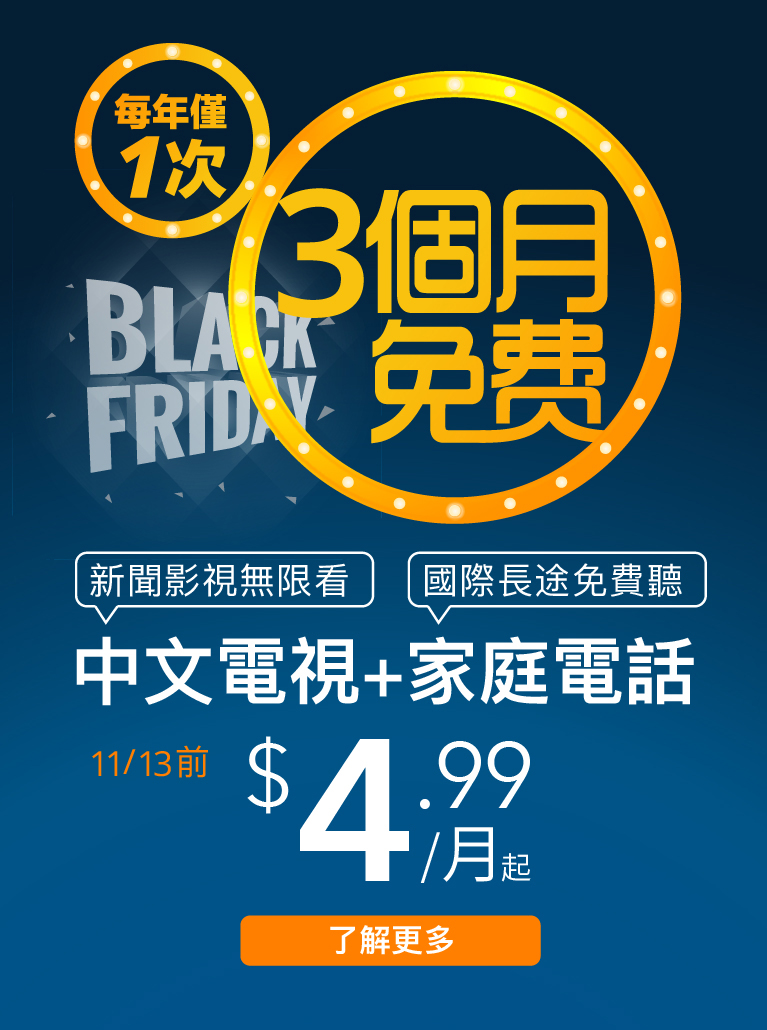 每年僅
1次
3個月
免费
BLACK
FRIDAY
新聞影視無限看
國際長途免費聽
中文電視+家庭電話
11/13前
$4.99
/月起
了解更多